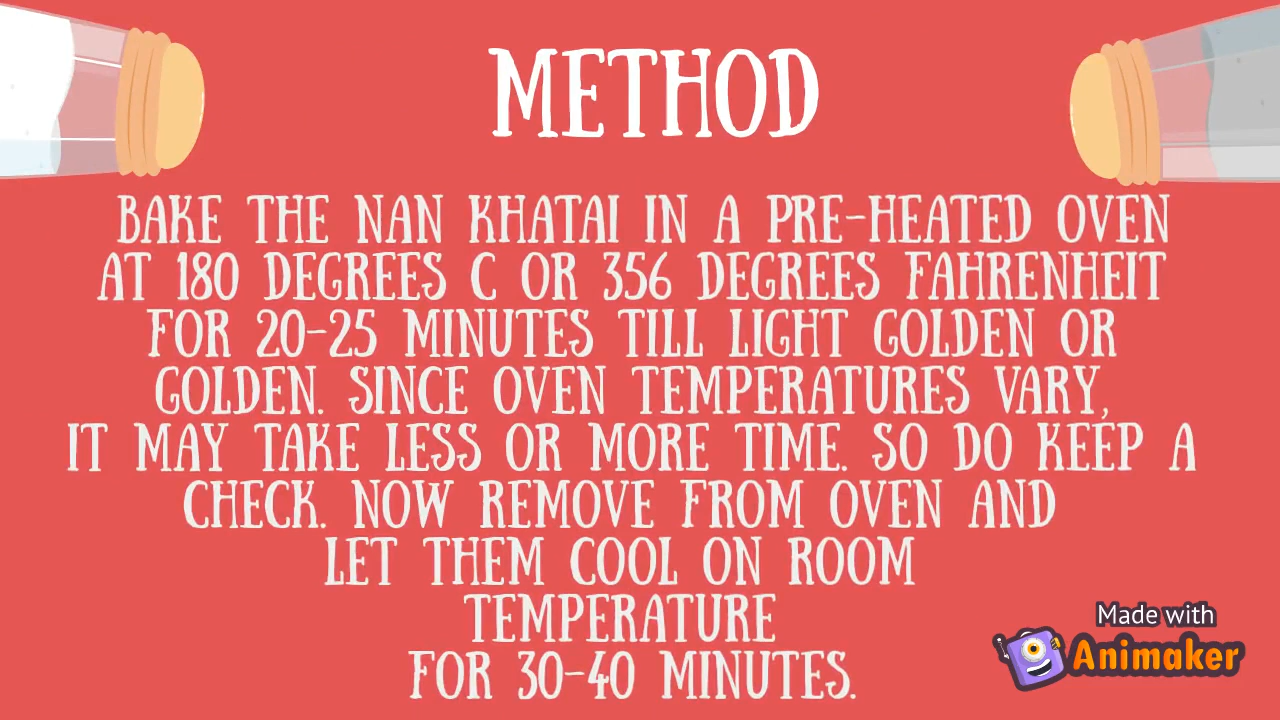 METHOD
BAKE THE NAN KHATAI IN A PRE-HEATED OVEN
AT 180 DEGREES C OR 356 DEGREES FAHRENHEIT
FOR 20-25 MINUTES TILL LIGHT GOLDEN OR
GOLDEN. SINCE OVEN TEMPERATURES VARY,
IT MAY TAKE LESS OR MORE TIME. SO DO KEEP A
CHECK. NOW REMOVE FROM OVEN AND
LET THEM COOL ON ROOM
TEMPERATURE
FOR 30-40 MINUTES.
Made with
Animaker